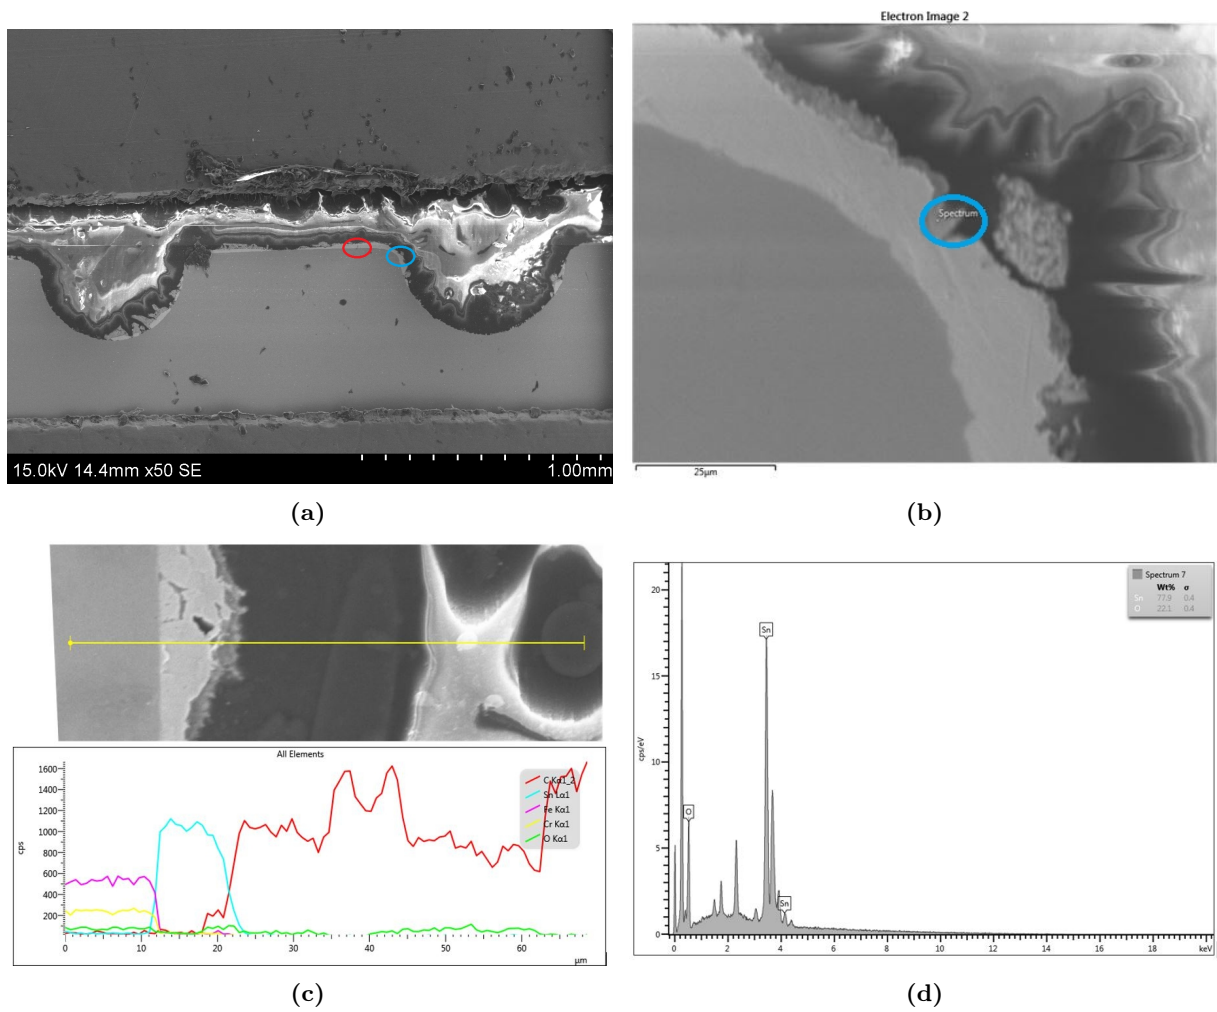 Electron Image 2
Spectrum
15.0kV 14.4mm x50 SE
1.00mm
25μm
(a)
(b)
All Elements
1600
1400
1200
1000
800
600
400
200
cps
C Kα1_2
Sn Lα1
Fe Kα1
Cr Kα1
O Kα1
0
10
20
30
40
50
60
μm
Spectrum 7
Wt%
σ
Sn
77.9
0.4
O
22.1
0.4
20
15
10
5
0
cps/eV
Sn
O
Sn
0
2
4
6
8
10
12
14
16
18
keV
(c)
(d)